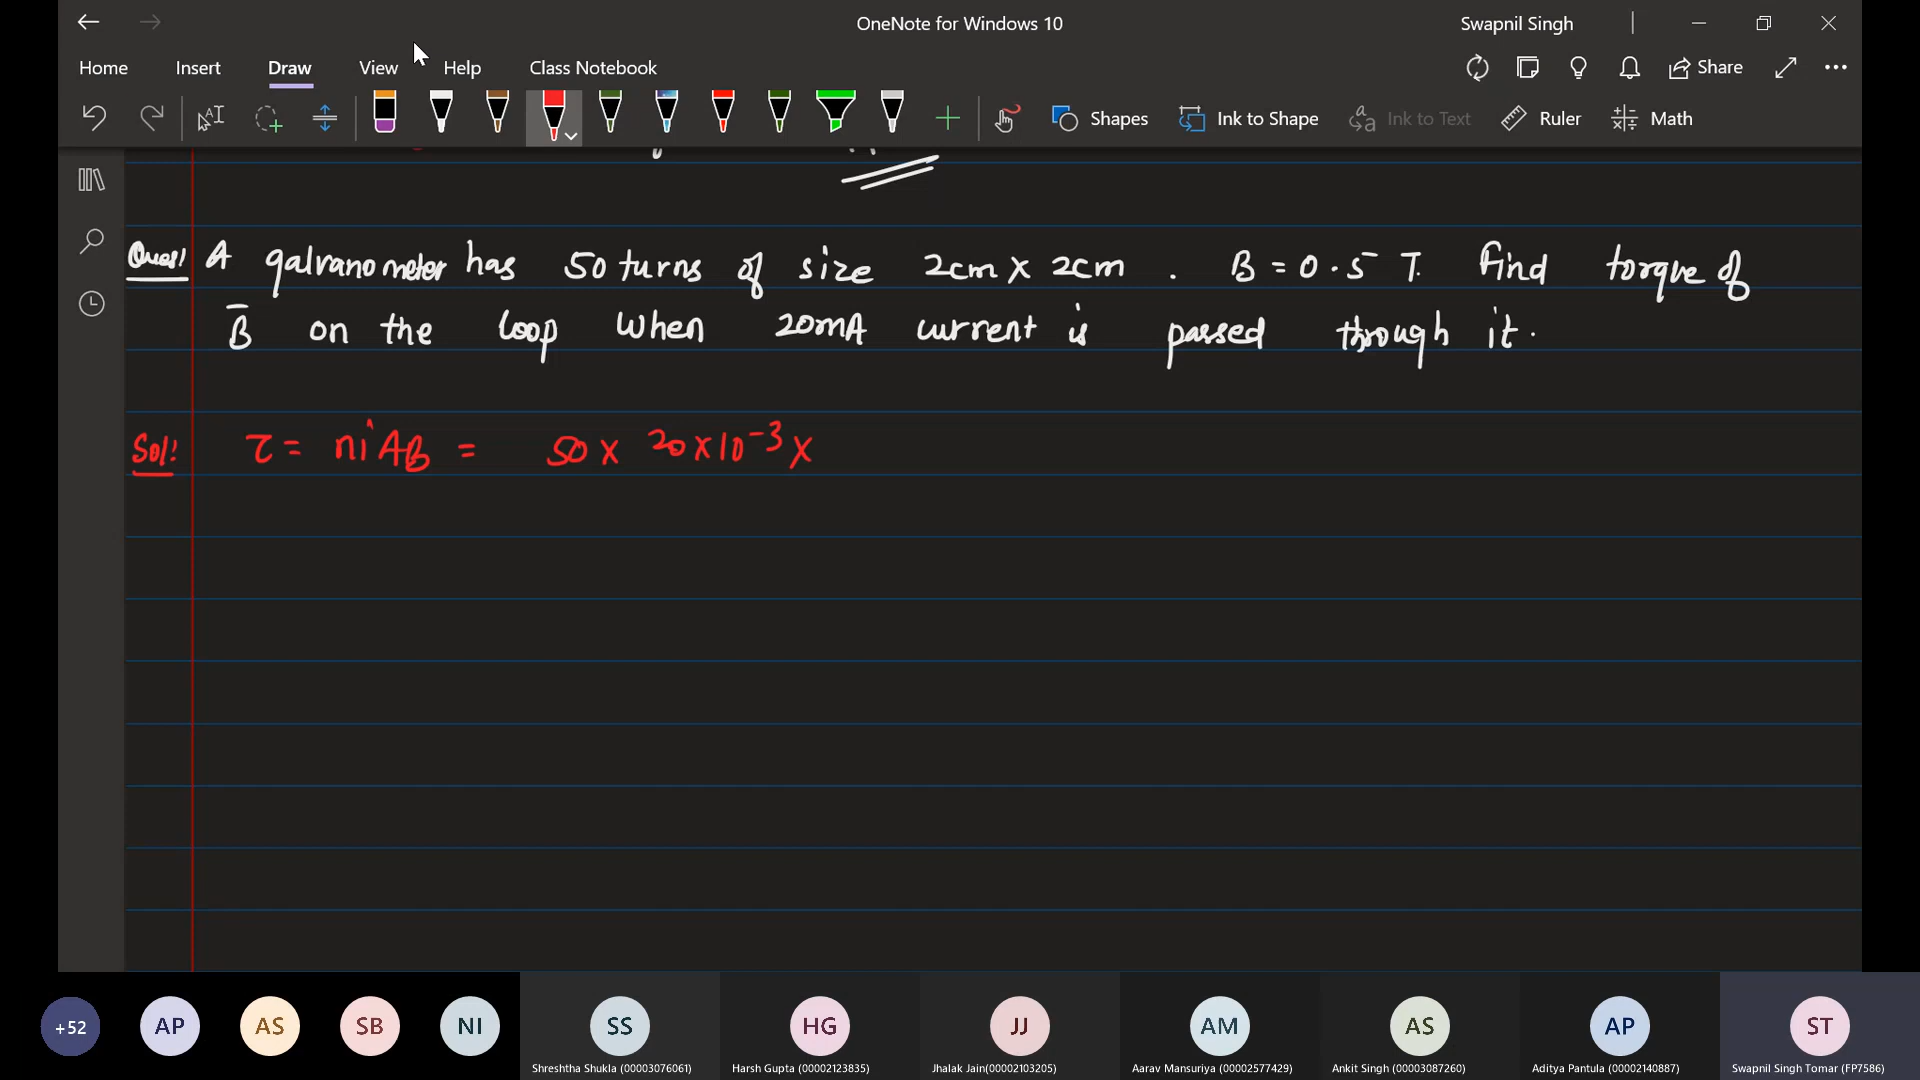 OneNote for Windows 10
Swapnil Singh
Home Insert Draw View Help Class Notebook
Share
Shapes Ink to Shape Ink to Text Ruler Math
Ques! A galvanometer has 50 turns of size 2cm X 2cm . B = 0.5 T. Find torque of
B̅ on the loop when 20mA current is passed through it.
Sol! τ = niAB = 50 x 20x10⁻³ x
+52 AP AS SB NI SS HG JJ AM AS AP ST
Shreshtha Shukla (00003076061) Harsh Gupta (00002123835) Jhalak Jain(00002103205) Aarav Mansuriya (00002577429) Ankit Singh (00003087260) Aditya Pantula (00002140887) Swapnil Singh Tomar (FP7586)